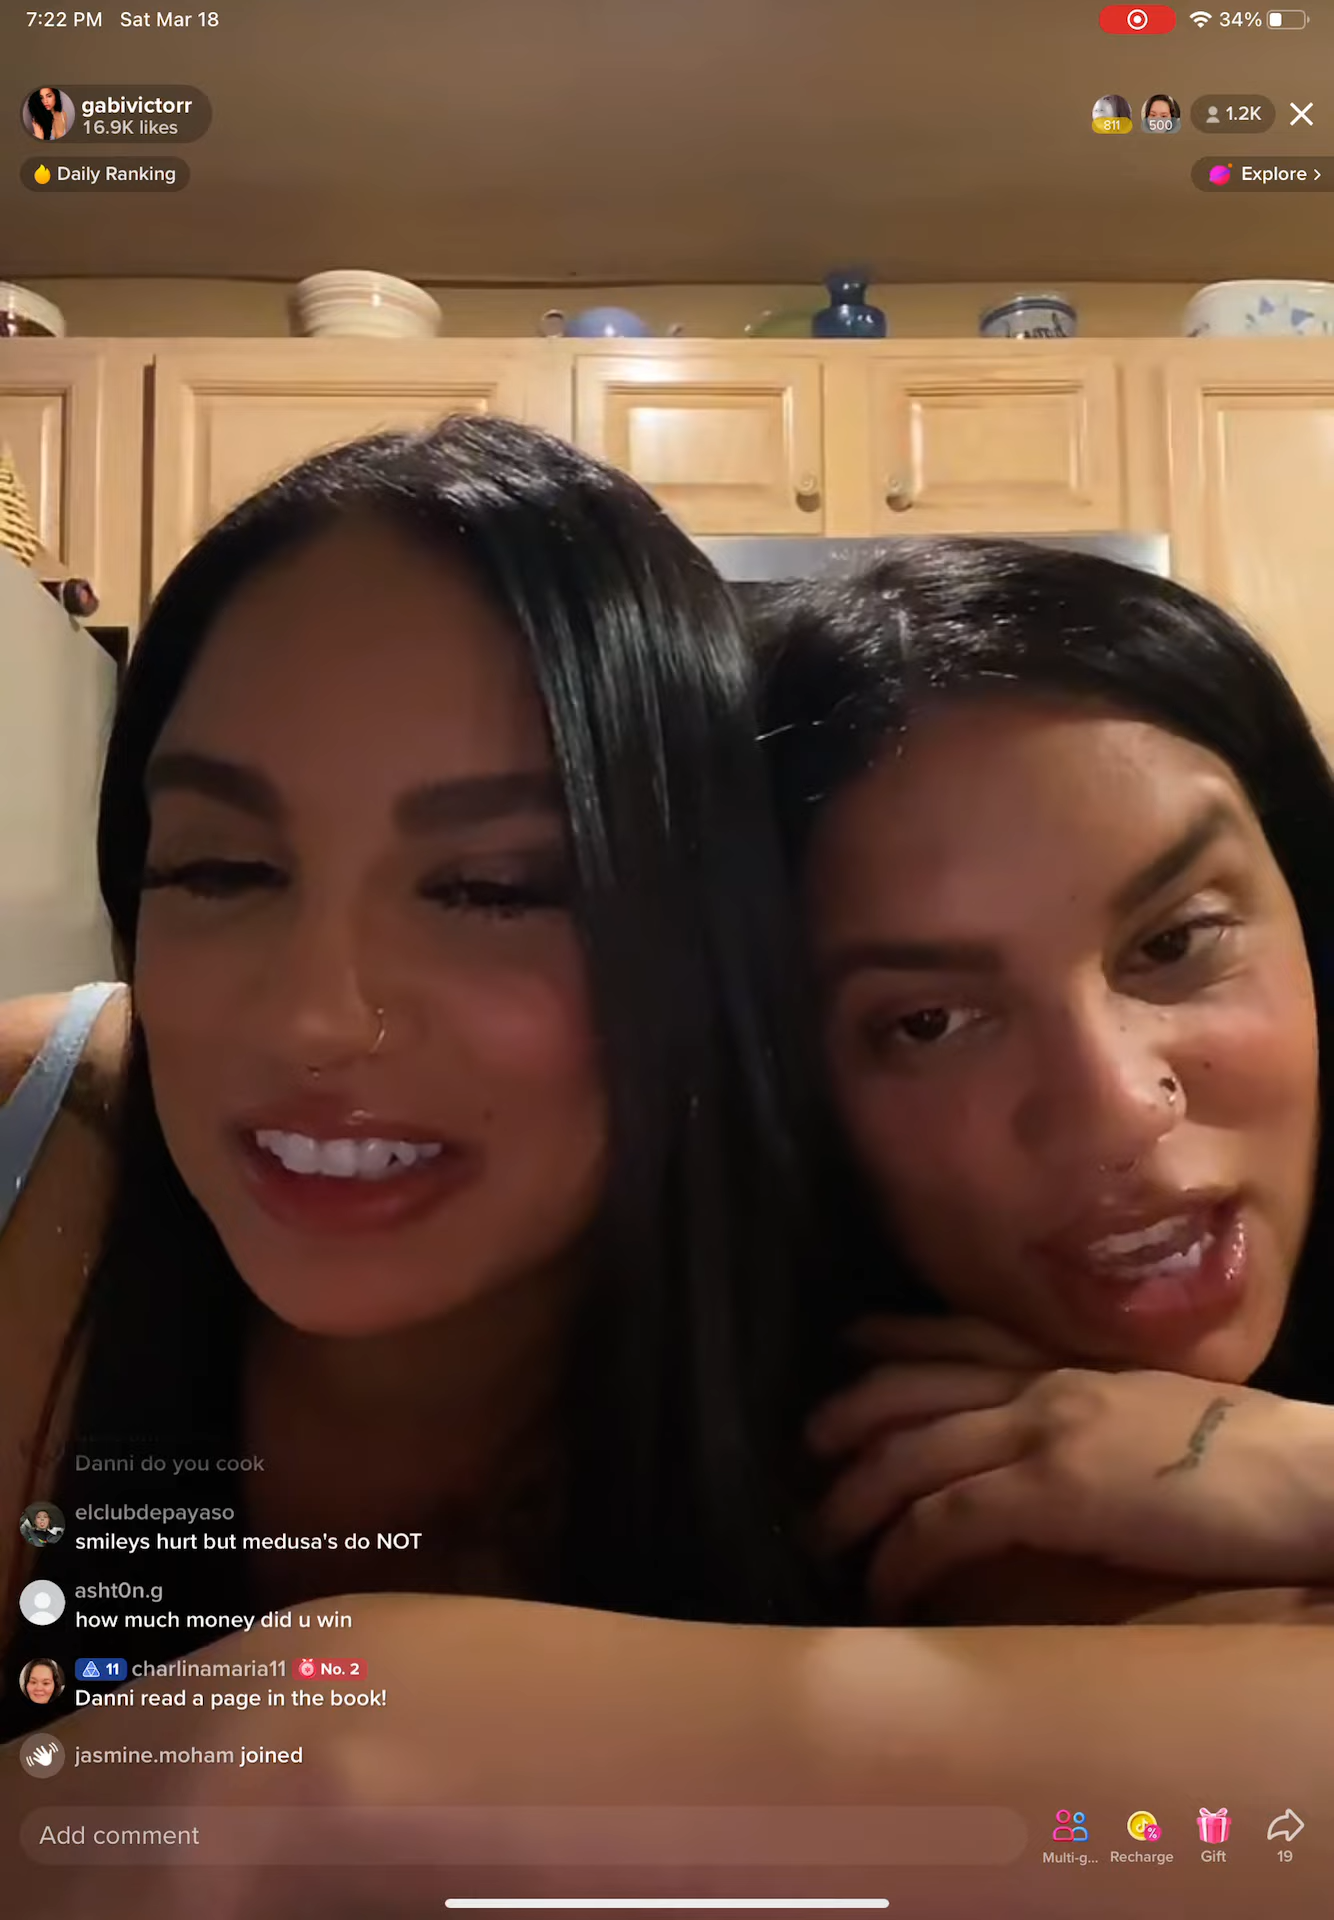 7:22 PM Sat Mar 18
34%
gabivictorr
16.9K likes
811
500
1.2K
Daily Ranking
Explore >
Danni do you cook
elclubdepayaso
smileys hurt but medusa's do NOT
asht0n.g
how much money did u win
11 charlinamaria11 No. 2
Danni read a page in the book!
jasmine.moham joined
Add comment
Multi-g...
Recharge
Gift
19